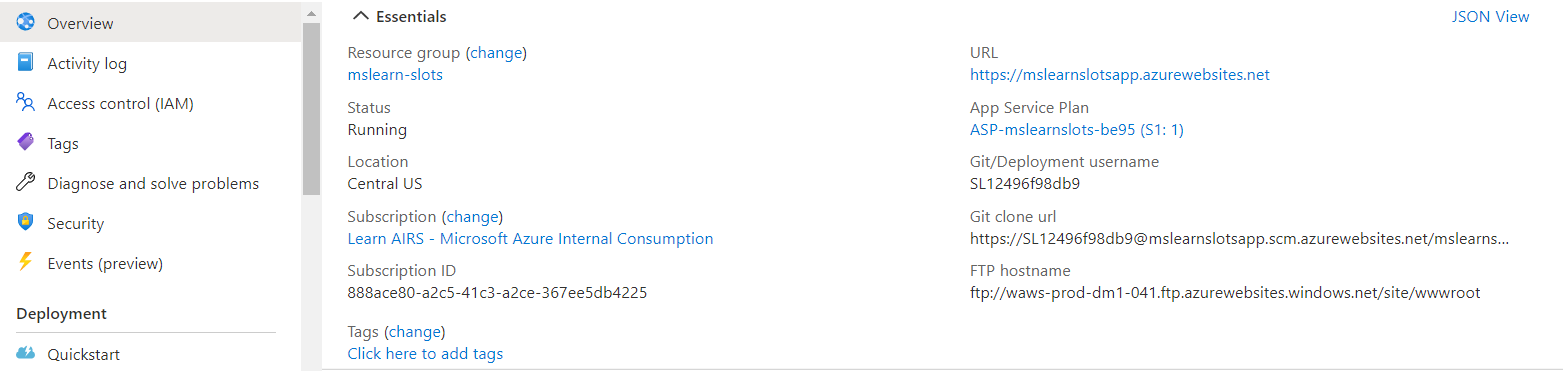 Overview
Activity log
Access control (IAM)
Tags
Diagnose and solve problems
Security
Events (preview)
Deployment
Quickstart
Essentials
JSON View
Resource group (change)
mslearn-slots
Status
Running
Location
Central US
Subscription (change)
Learn AIRS - Microsoft Azure Internal Consumption
Subscription ID
888ace80-a2c5-41c3-a2ce-367ee5db4225
Tags (change)
Click here to add tags
URL
https://mslearnslotsapp.azurewebsites.net
App Service Plan
ASP-mslearnslots-be95 (S1: 1)
Git/Deployment username
SL12496f98db9
Git clone url
https://SL12496f98db9@mslearnslotsapp.scm.azurewebsites.net/mslearns...
FTP hostname
ftp://waws-prod-dm1-041.ftp.azurewebsites.windows.net/site/wwwroot